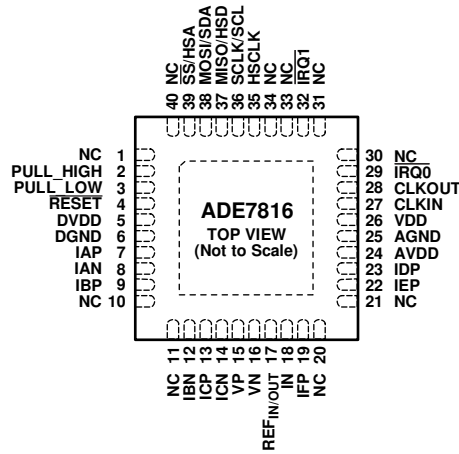 40 NC
39 SS/HSA
38 MOSI/SDA
37 MISO/HSD
36 SCLK/SCL
35 HSCLK
34 NC
33 NC
32 IRQ1
31 NC
NC 1
PULL_HIGH 2
PULL_LOW 3
RESET 4
DVDD 5
DGND 6
IAP 7
IAN 8
IBP 9
NC 10
ADE7816
TOP VIEW
(Not to Scale)
30 NC
29 IRQ0
28 CLKOUT
27 CLKIN
26 VDD
25 AGND
24 AVDD
23 IDP
22 IEP
21 NC
NC 11
IBN 12
ICP 13
ICN 14
VP 15
VN 16
REFIN/OUT 17
IN 18
IFP 19
NC 20